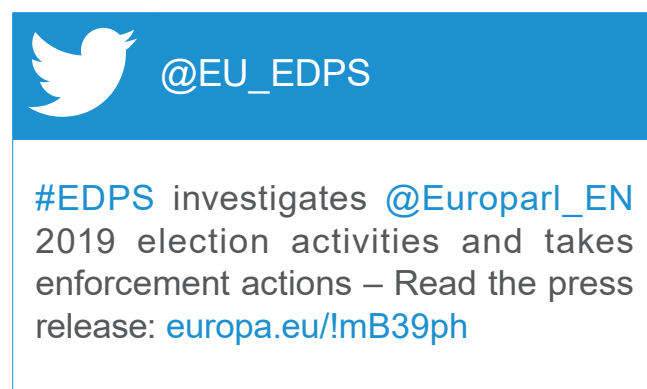 @EU_EDPS
#EDPS investigates @Europarl_EN
2019 election activities and takes
enforcement actions – Read the press
release: europa.eu/!mB39ph